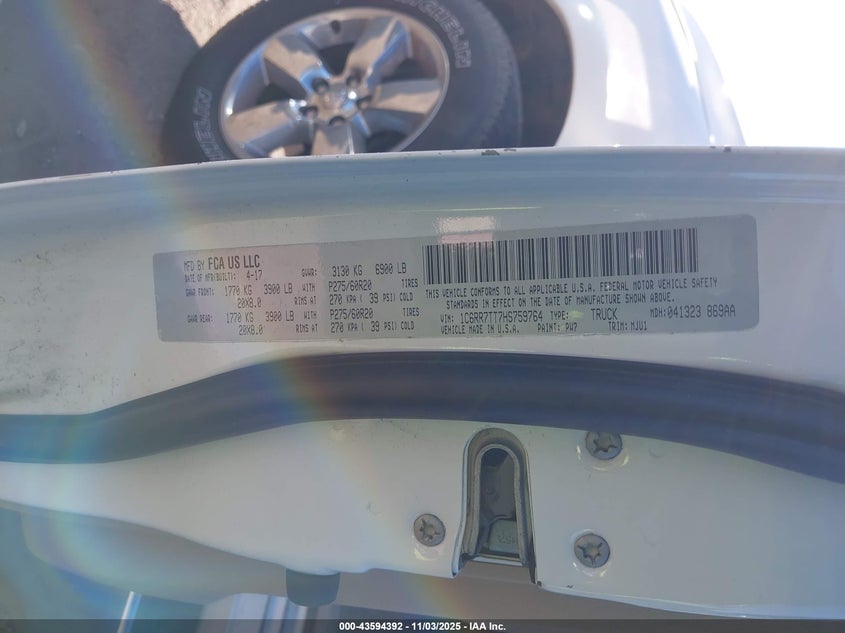 MICHELIN
MFD BY FCA US LLC
DATE OF MFD(BUILT): 4-17 GVWR: 3130 KG 6900 LB
GAWR FRONT: 1770 KG 3900 LB WITH P275/60R20 TIRES
20X8.0 RIMS AT 270 KPA ( 39 PSI) COLD
GAWR REAR: 1770 KG 3900 LB WITH P275/60R20 TIRES
20X8.0 RIMS AT 270 KPA ( 39 PSI) COLD
THIS VEHICLE CONFORMS TO ALL APPLICABLE U.S.A. FEDERAL MOTOR VEHICLE SAFETY
STANDARDS IN EFFECT ON THE DATE OF MANUFACTURE SHOWN ABOVE.
VIN: 1C6RR7TT7HS759764 TYPE: TRUCK MDH: 041323 869AA
VEHICLE MADE IN U.S.A. PAINT: PW7 TRIM: MJU1
000-43594392 - 11/03/2025 - IAA Inc.